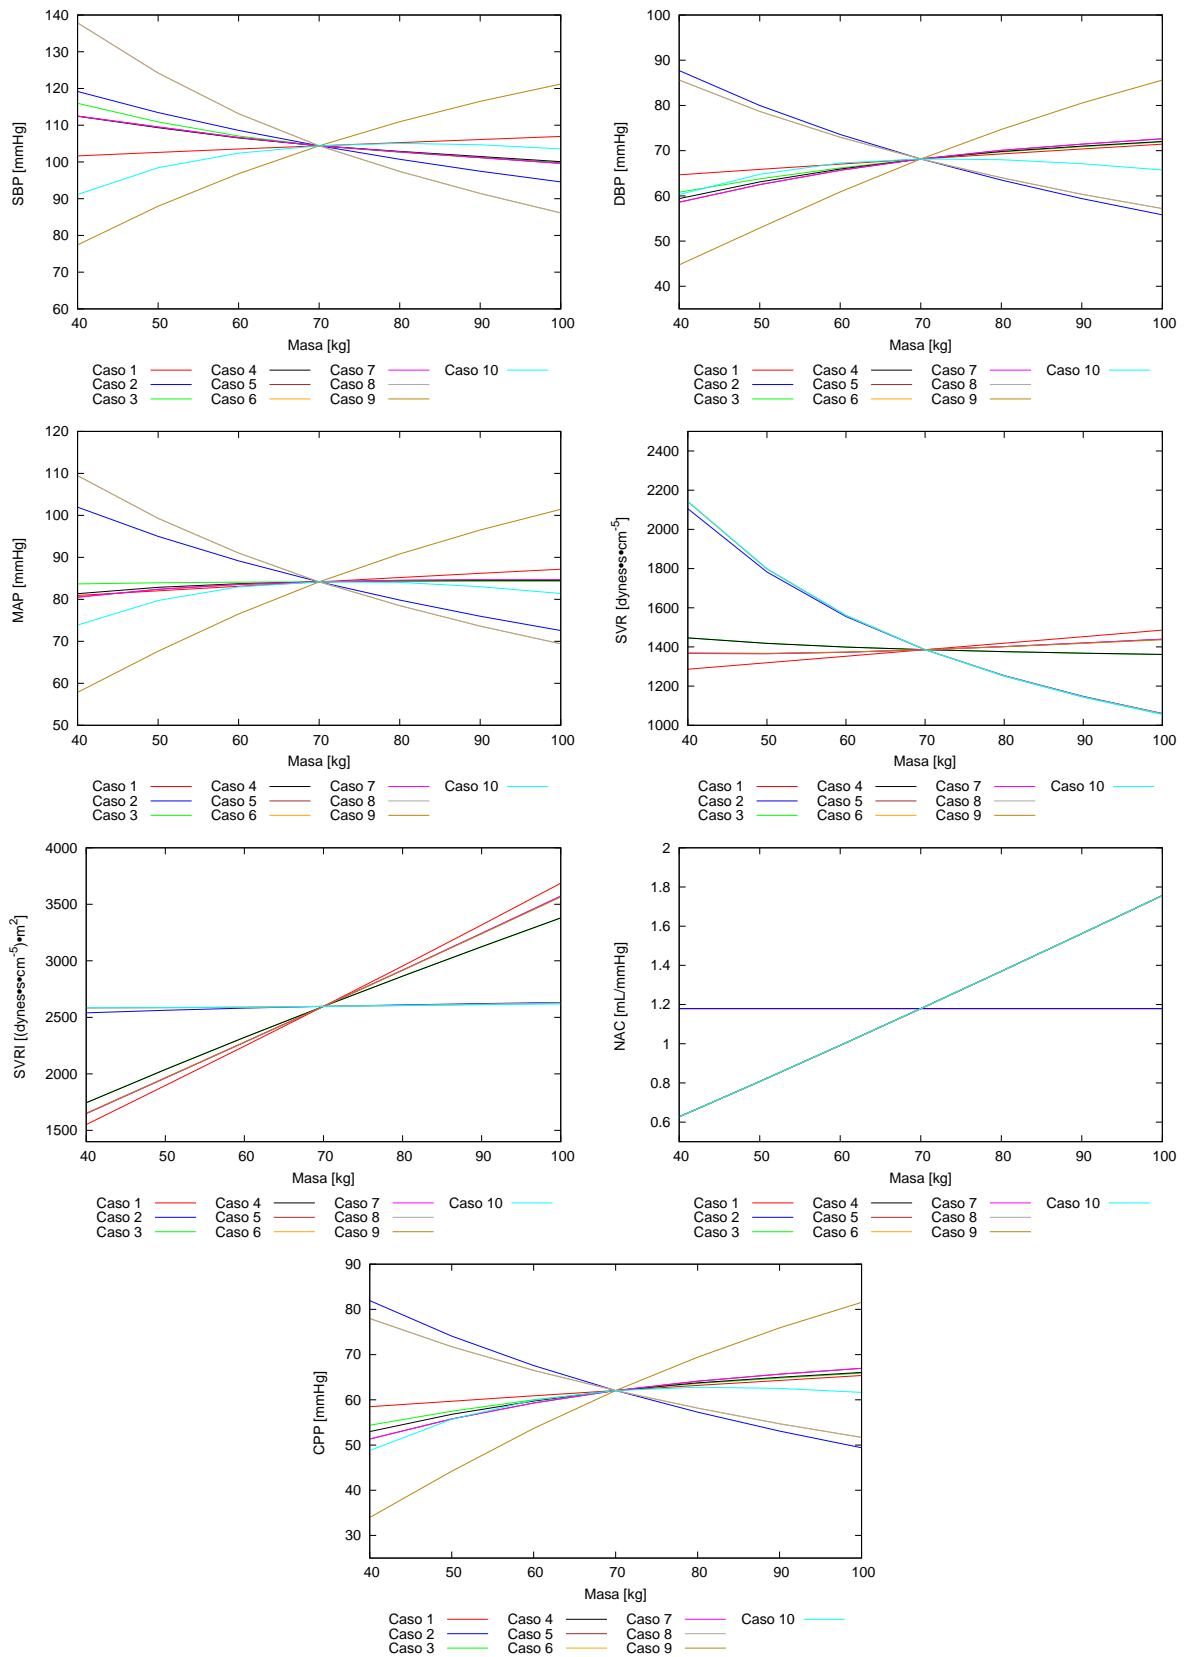 SBP [mmHg]
140
130
120
110
100
90
80
70
60
40 50 60 70 80 90 100
Masa [kg]
Caso 1 Caso 4 Caso 7 Caso 10
Caso 2 Caso 5 Caso 8
Caso 3 Caso 6 Caso 9
DBP [mmHg]
100
90
80
70
60
50
40
40 50 60 70 80 90 100
Masa [kg]
Caso 1 Caso 4 Caso 7 Caso 10
Caso 2 Caso 5 Caso 8
Caso 3 Caso 6 Caso 9
MAP [mmHg]
120
110
100
90
80
70
60
50
40 50 60 70 80 90 100
Masa [kg]
Caso 1 Caso 4 Caso 7 Caso 10
Caso 2 Caso 5 Caso 8
Caso 3 Caso 6 Caso 9
SVR [dynes•s•cm⁻⁵]
2400
2200
2000
1800
1600
1400
1200
1000
40 50 60 70 80 90 100
Masa [kg]
Caso 1 Caso 4 Caso 7 Caso 10
Caso 2 Caso 5 Caso 8
Caso 3 Caso 6 Caso 9
SVRI [(dynes•s•cm⁻⁵)•m²]
4000
3500
3000
2500
2000
1500
40 50 60 70 80 90 100
Masa [kg]
Caso 1 Caso 4 Caso 7 Caso 10
Caso 2 Caso 5 Caso 8
Caso 3 Caso 6 Caso 9
NAC [mL/mmHg]
2
1.8
1.6
1.4
1.2
1
0.8
0.6
40 50 60 70 80 90 100
Masa [kg]
Caso 1 Caso 4 Caso 7 Caso 10
Caso 2 Caso 5 Caso 8
Caso 3 Caso 6 Caso 9
CPP [mmHg]
90
80
70
60
50
40
30
40 50 60 70 80 90 100
Masa [kg]
Caso 1 Caso 4 Caso 7 Caso 10
Caso 2 Caso 5 Caso 8
Caso 3 Caso 6 Caso 9